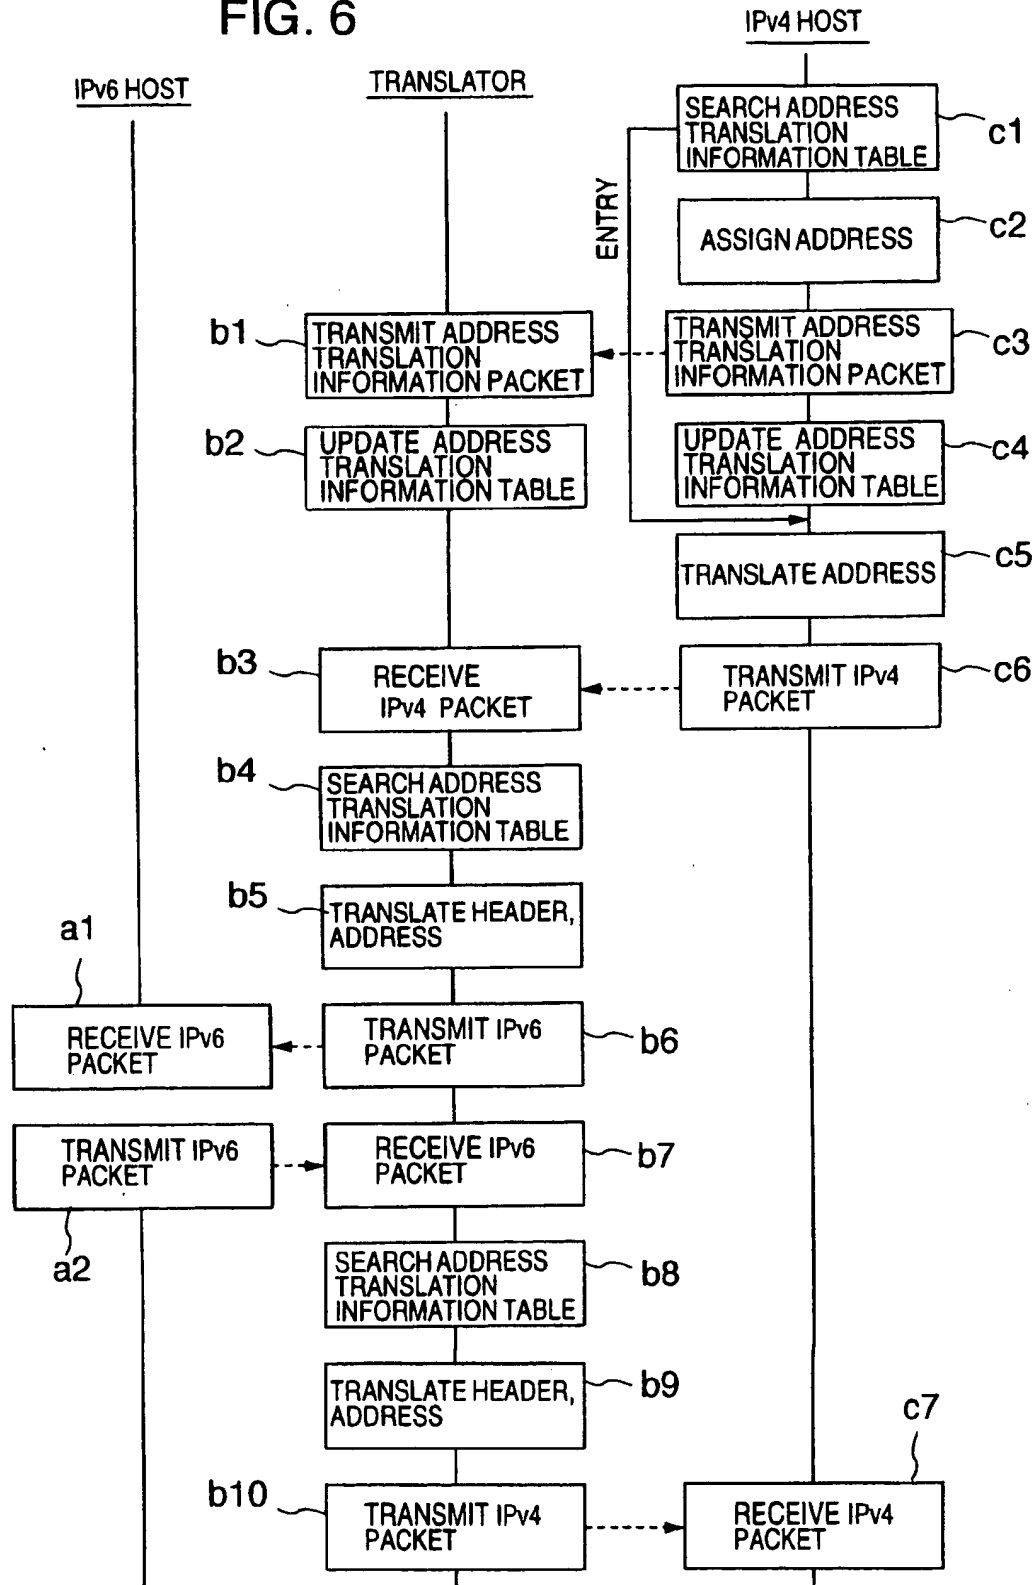 FIG. 6
IPv6 HOST
TRANSLATOR
IPv4 HOST
SEARCH ADDRESS
TRANSLATION
INFORMATION TABLE
c1
ENTRY
ASSIGN ADDRESS
c2
b1
TRANSMIT ADDRESS
TRANSLATION
INFORMATION PACKET
TRANSMIT ADDRESS
TRANSLATION
INFORMATION PACKET
c3
b2
UPDATE ADDRESS
TRANSLATION
INFORMATION TABLE
UPDATE ADDRESS
TRANSLATION
INFORMATION TABLE
c4
TRANSLATE ADDRESS
c5
b3
RECEIVE
IPv4 PACKET
TRANSMIT IPv4
PACKET
c6
b4
SEARCH ADDRESS
TRANSLATION
INFORMATION TABLE
b5
TRANSLATE HEADER,
ADDRESS
a1
RECEIVE IPv6
PACKET
TRANSMIT IPv6
PACKET
b6
TRANSMIT IPv6
PACKET
a2
RECEIVE IPv6
PACKET
b7
SEARCH ADDRESS
TRANSLATION
INFORMATION TABLE
b8
TRANSLATE HEADER,
ADDRESS
b9
b10
TRANSMIT IPv4
PACKET
c7
RECEIVE IPv4
PACKET